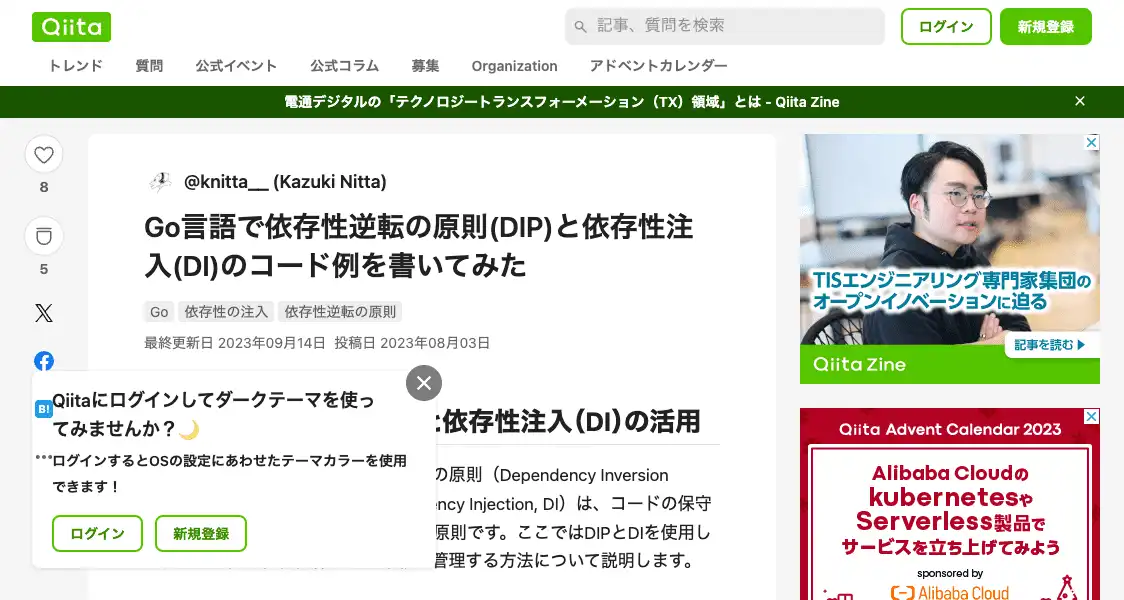 Qiita
記事、質問を検索
ログイン
新規登録
トレンド
質問
公式イベント
公式コラム
募集
Organization
アドベントカレンダー
電通デジタルの「テクノロジートランスフォーメーション（TX）領域」とは - Qiita Zine
8
5
@knitta__ (Kazuki Nitta)
Go言語で依存性逆転の原則(DIP)と依存性注
入(DI)のコード例を書いてみた
Go
依存性の注入
依存性逆転の原則
最終更新日 2023年09月14日 投稿日 2023年08月03日
B!
Qiitaにログインしてダークテーマを使っ
てみませんか？🌙
ログインするとOSの設定にあわせたテーマカラーを使用
できます！
ログイン
新規登録
依存性注入(DI)の活用
の原則（Dependency Inversion
ency Injection, DI）は、コードの保守
原則です。ここではDIPとDIを使用し
管理する方法について説明します。
TISエンジニアリング専門家集団の
オープンイノベーションに迫る
記事を読む
Qiita Zine
Qiita Advent Calendar 2023
Alibaba Cloudの
kubernetesや
Serverless製品で
サービスを立ち上げてみよう
sponsored by
Alibaba Cloud